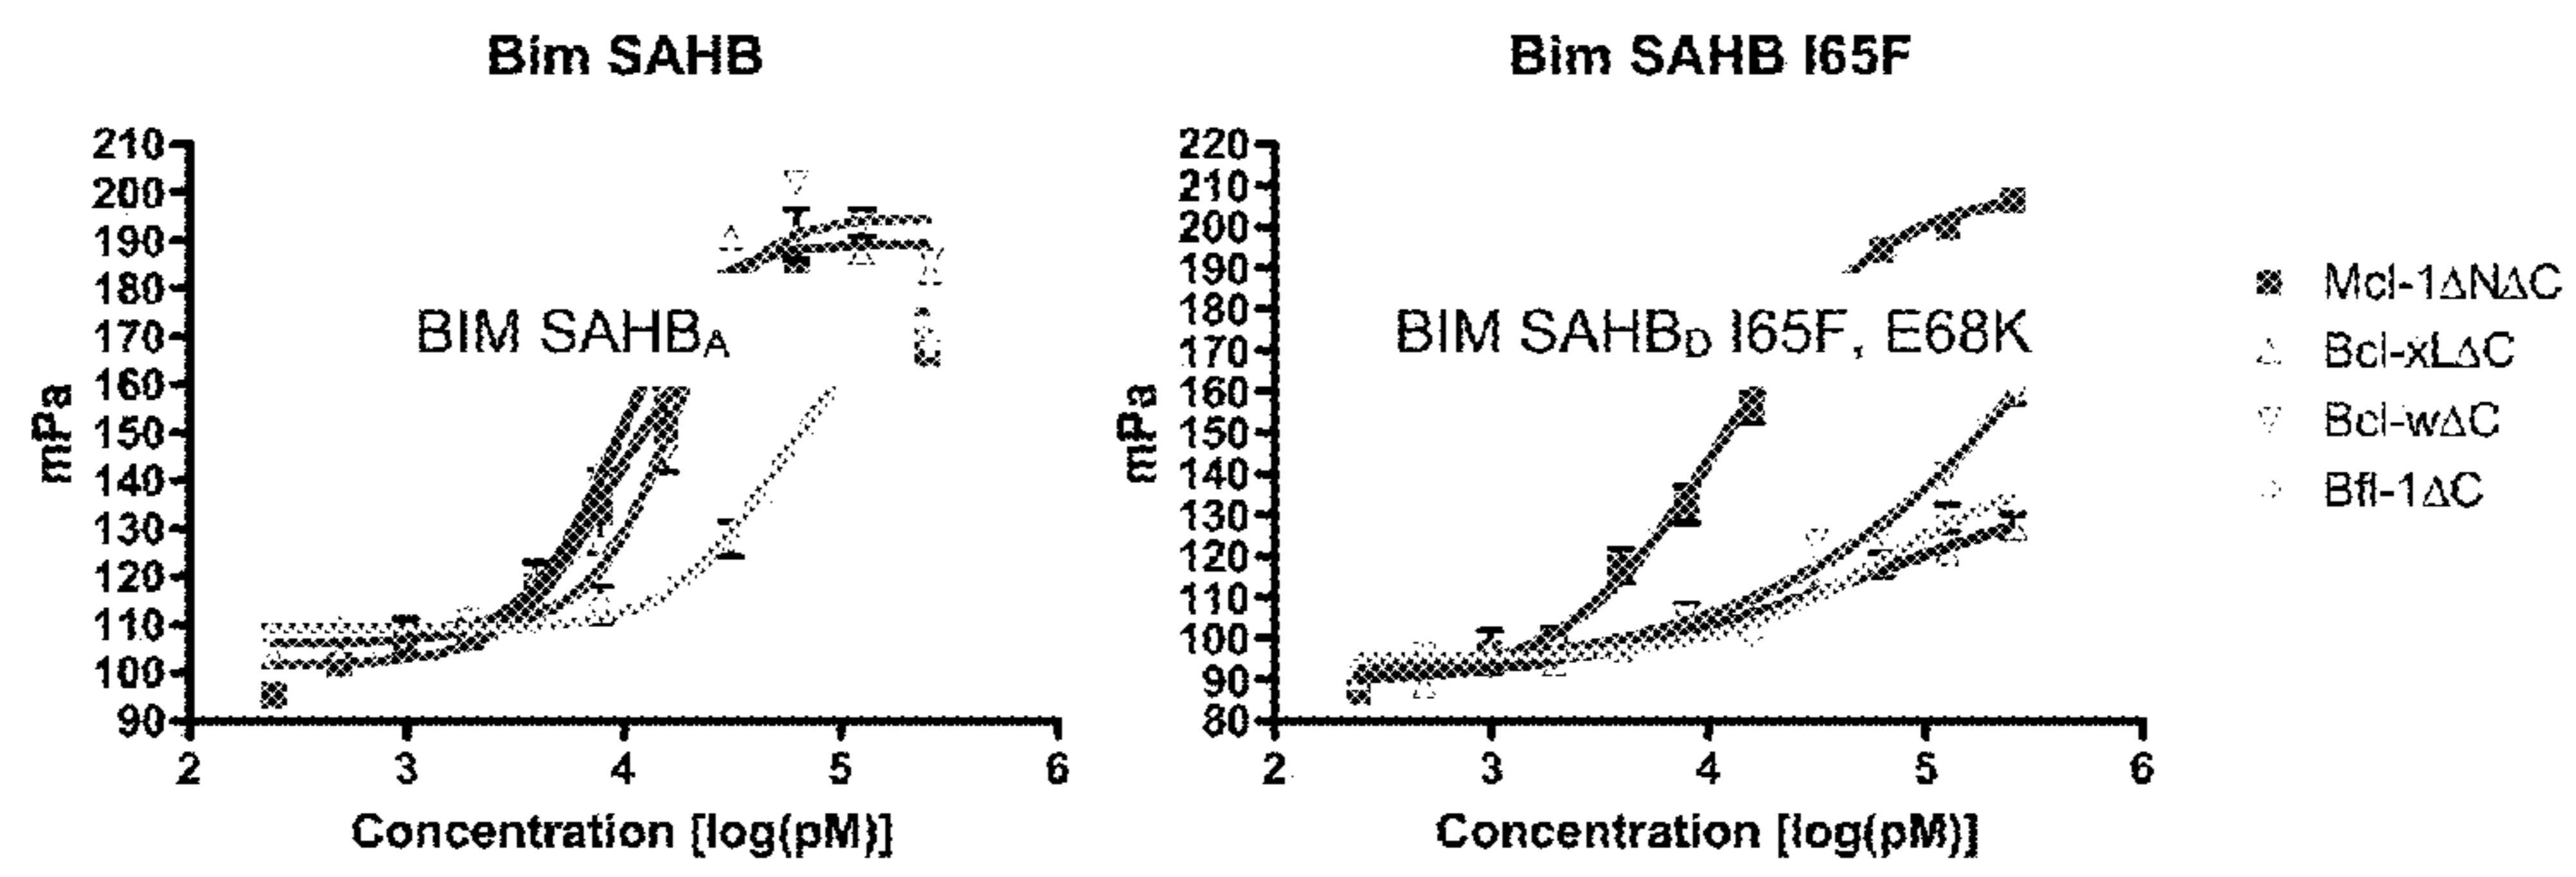 Bim SAHB
210
200
190
180
170
160
150
140
130
120
110
100
90
mPa
BIM SAHBA
2 3 4 5 6
Concentration [log(pM)]
Bim SAHB I65F
220
210
200
190
180
170
160
150
140
130
120
110
100
90
80
mPa
BIM SAHBD I65F, E68K
2 3 4 5 6
Concentration [log(pM)]
Mcl-1ΔNΔC
Bcl-xLΔC
Bcl-wΔC
Bfl-1ΔC